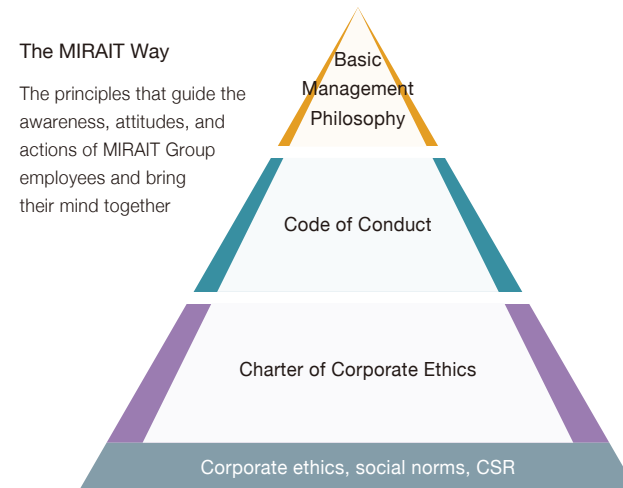 The MIRAIT Way
The principles that guide the
awareness, attitudes, and
actions of MIRAIT Group
employees and bring
their mind together
Basic
Management
Philosophy
Code of Conduct
Charter of Corporate Ethics
Corporate ethics, social norms, CSR